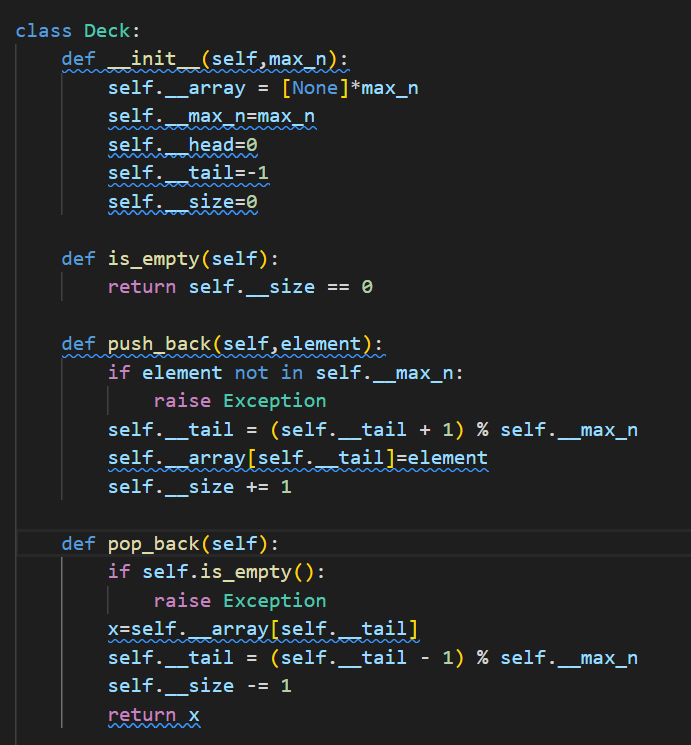 class Deck:
    def __init__(self,max_n):
        self.__array = [None]*max_n
        self.__max_n=max_n
        self.__head=0
        self.__tail=-1
        self.__size=0

    def is_empty(self):
        return self.__size == 0

    def push_back(self,element):
        if element not in self.__max_n:
            raise Exception
        self.__tail = (self.__tail + 1) % self.__max_n
        self.__array[self.__tail]=element
        self.__size += 1

    def pop_back(self):
        if self.is_empty():
            raise Exception
        x=self.__array[self.__tail]
        self.__tail = (self.__tail - 1) % self.__max_n
        self.__size -= 1
        return x